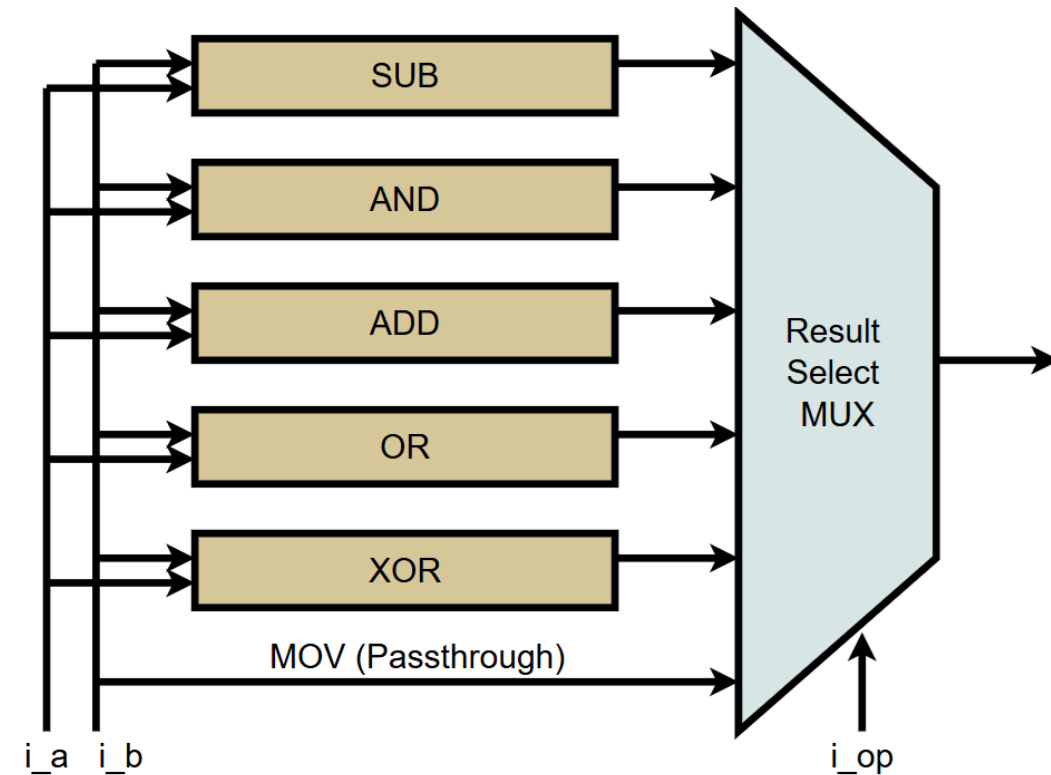 SUB
AND
ADD
OR
XOR
MOV (Passthrough)
Result
Select
MUX
i_a
i_b
i_op